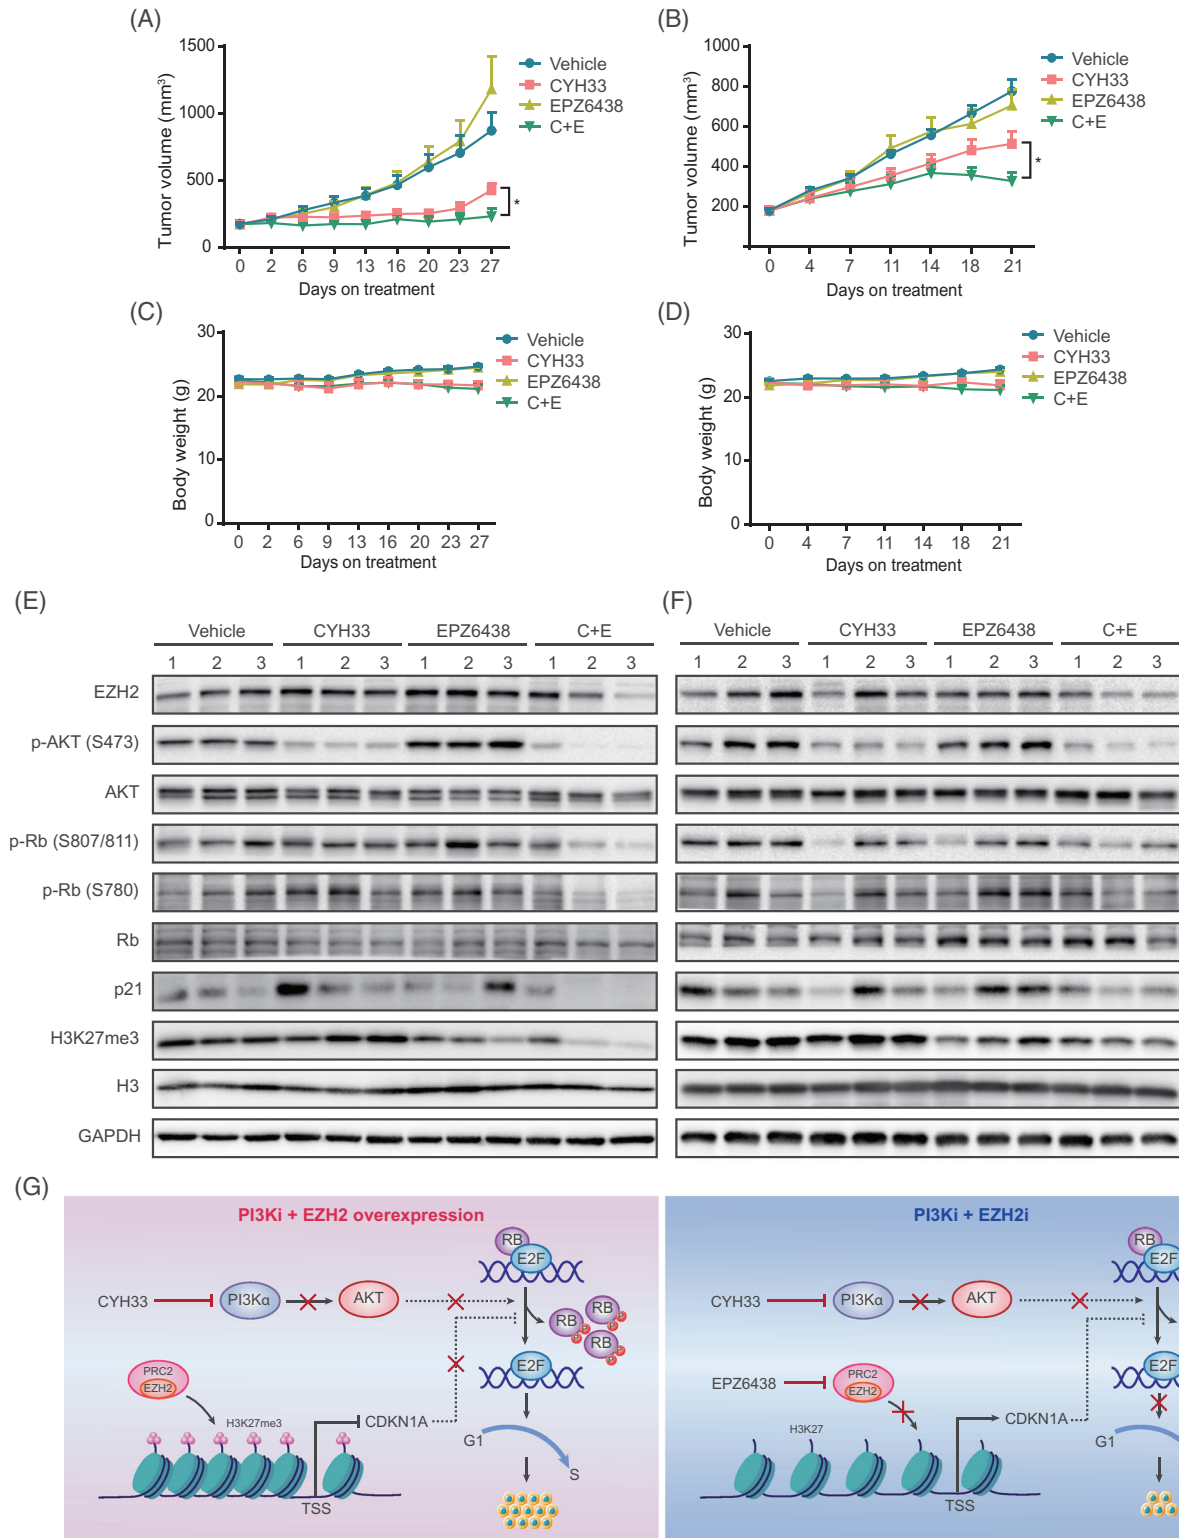 (A)
Tumor volume (mm³)
1500
1000
500
0
0 2 6 9 13 16 20 23 27
Days on treatment
Vehicle
CYH33
EPZ6438
C+E
*
(B)
Tumor volume (mm³)
1000
800
600
400
200
0 4 7 11 14 18 21
Days on treatment
Vehicle
CYH33
EPZ6438
C+E
*
(C)
Body weight (g)
30
20
10
0
0 2 6 9 13 16 20 23 27
Days on treatment
Vehicle
CYH33
EPZ6438
C+E
(D)
Body weight (g)
30
20
10
0
0 4 7 11 14 18 21
Days on treatment
Vehicle
CYH33
EPZ6438
C+E
(E)
Vehicle CYH33 EPZ6438 C+E
1 2 3 1 2 3 1 2 3 1 2 3
EZH2
p-AKT (S473)
AKT
p-Rb (S807/811)
p-Rb (S780)
Rb
p21
H3K27me3
H3
GAPDH
(F)
Vehicle CYH33 EPZ6438 C+E
1 2 3 1 2 3 1 2 3 1 2 3
(G)
PI3Ki + EZH2 overexpression
RB
E2F
CYH33
PI3Kα
AKT
RB
RB
RB
P
P
P
P
P
P
E2F
PRC2
EZH2
H3K27me3
CDKN1A
G1
S
TSS
PI3Ki + EZH2i
RB
E2F
CYH33
PI3Kα
AKT
E2F
EPZ6438
PRC2
EZH2
H3K27
CDKN1A
G1
TSS